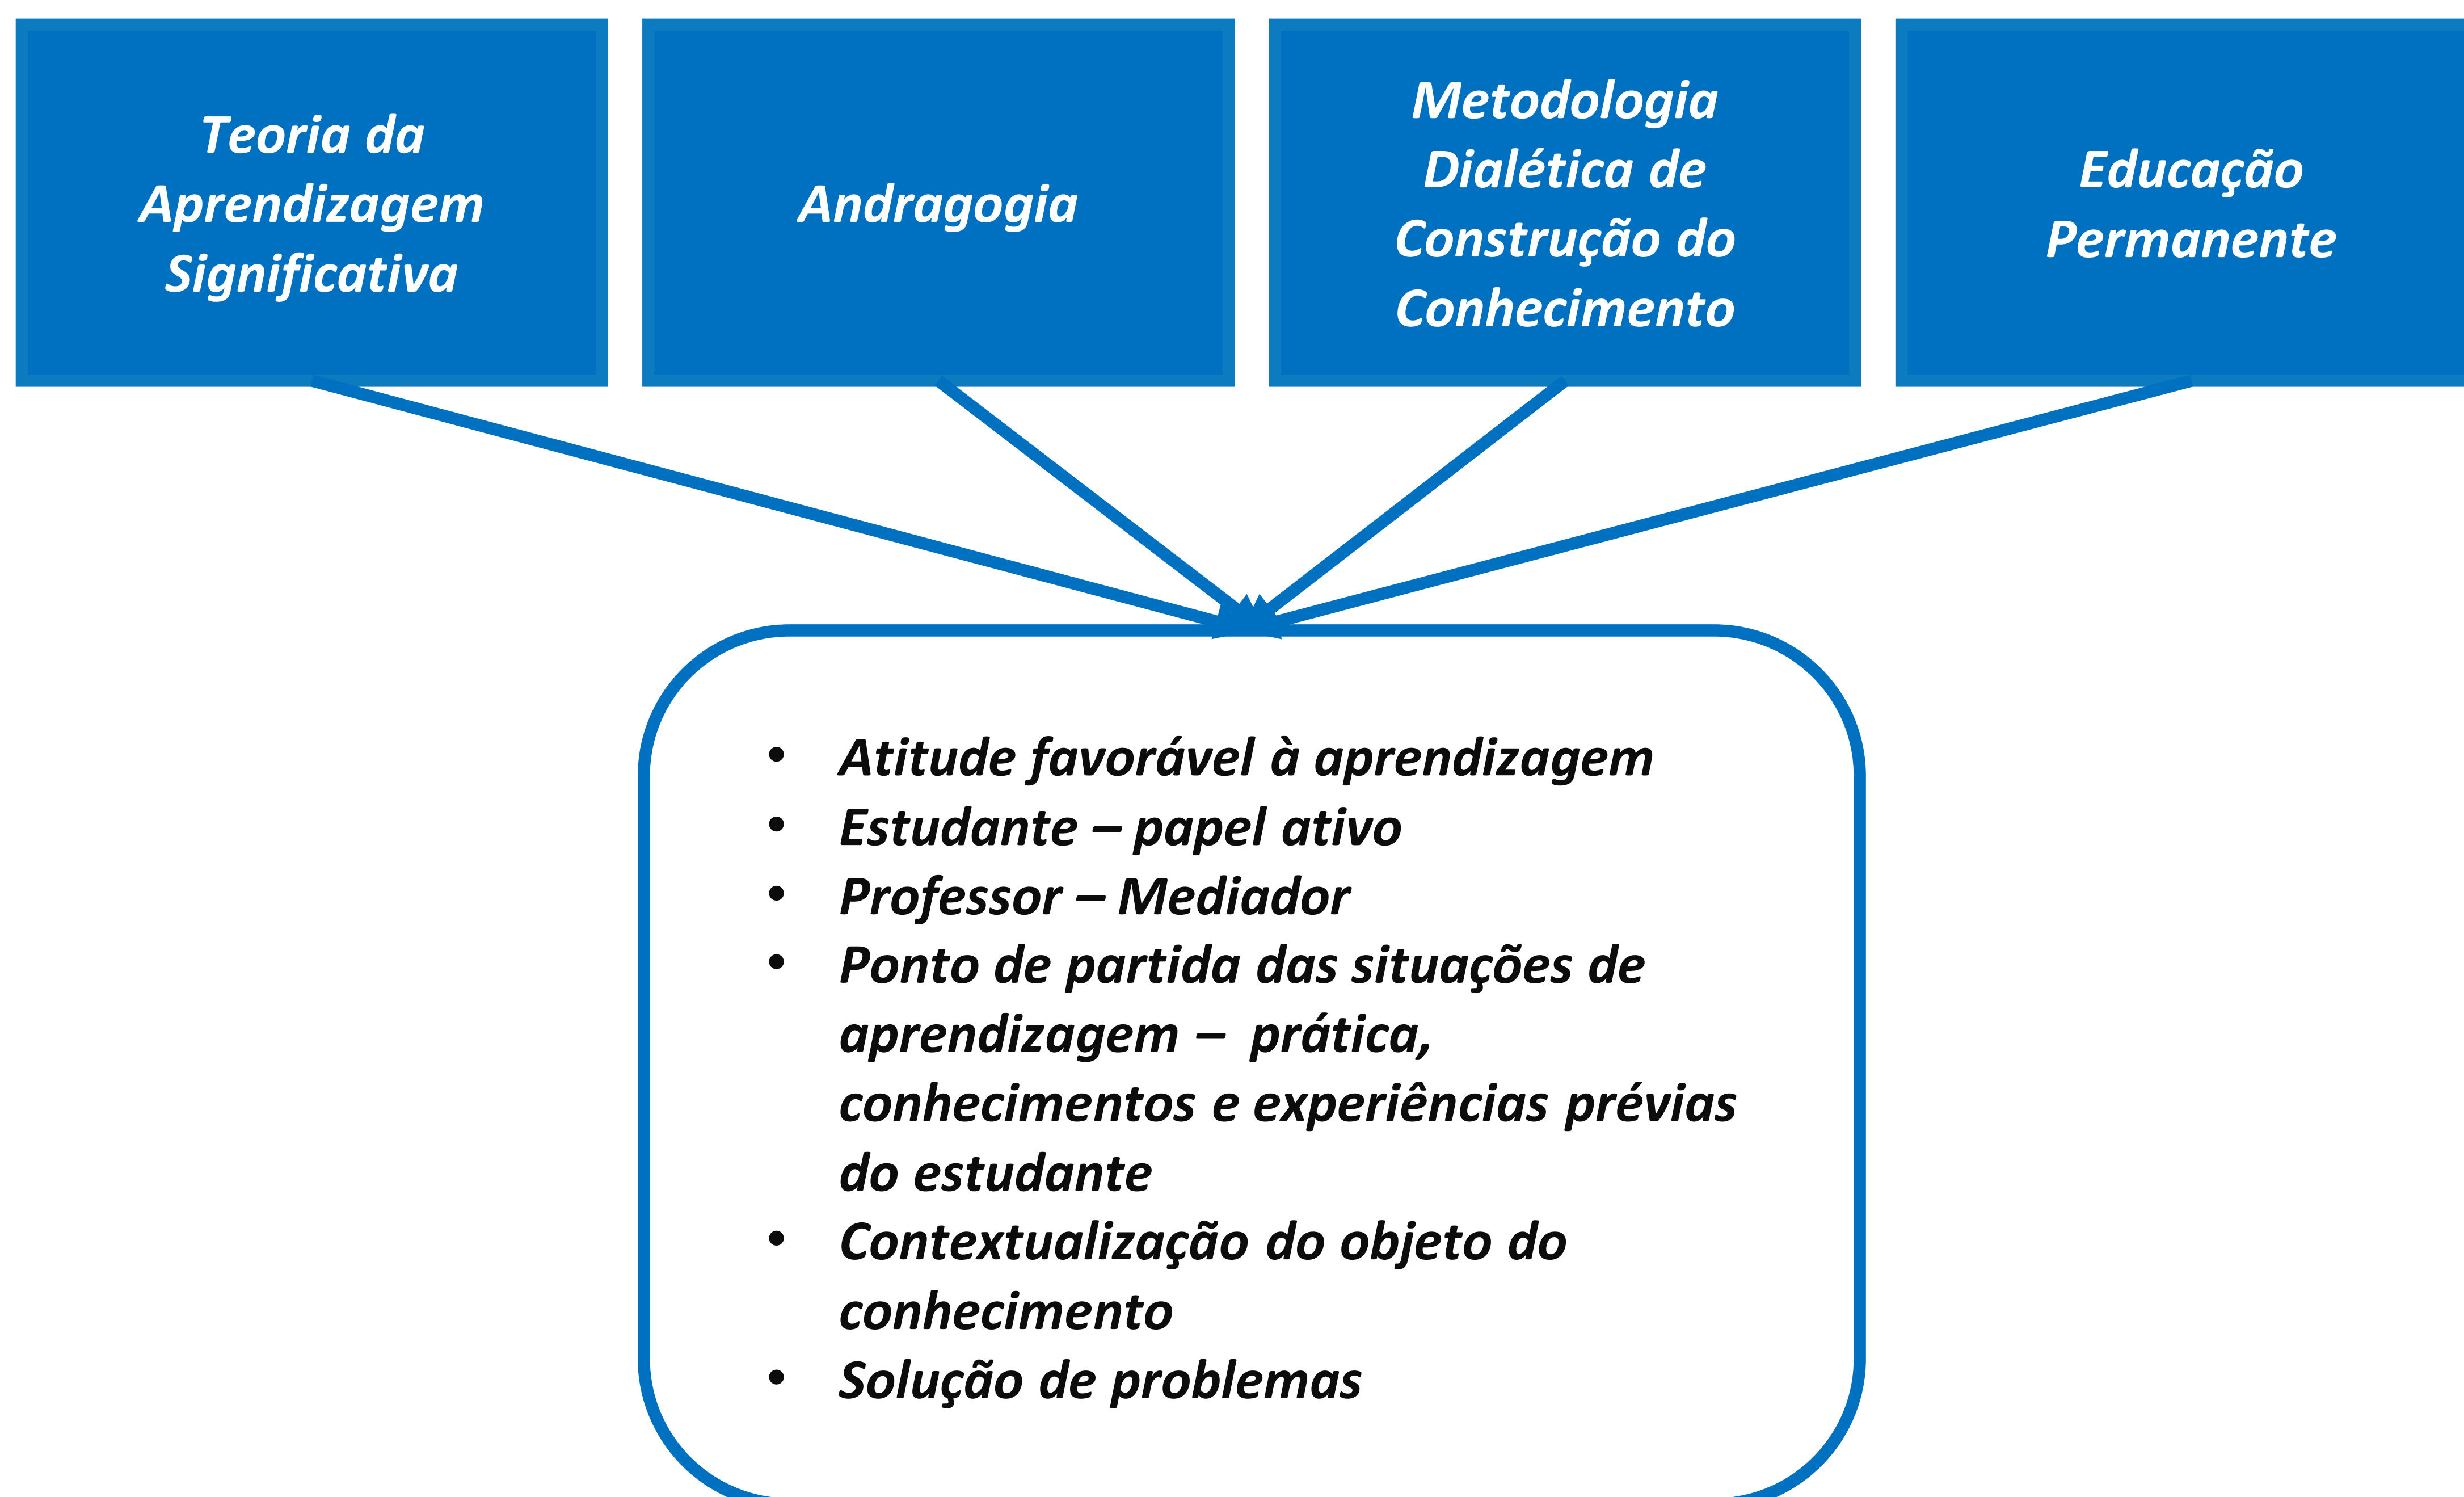 Teoria da
Aprendizagem
Significativa
Andragogia
Metodologia
Dialética de
Construção do
Conhecimento
Educação
Permanente
• Atitude favorável à aprendizagem
• Estudante – papel ativo
• Professor – Mediador
• Ponto de partida das situações de
aprendizagem – prática,
conhecimentos e experiências prévias
do estudante
• Contextualização do objeto do
conhecimento
• Solução de problemas